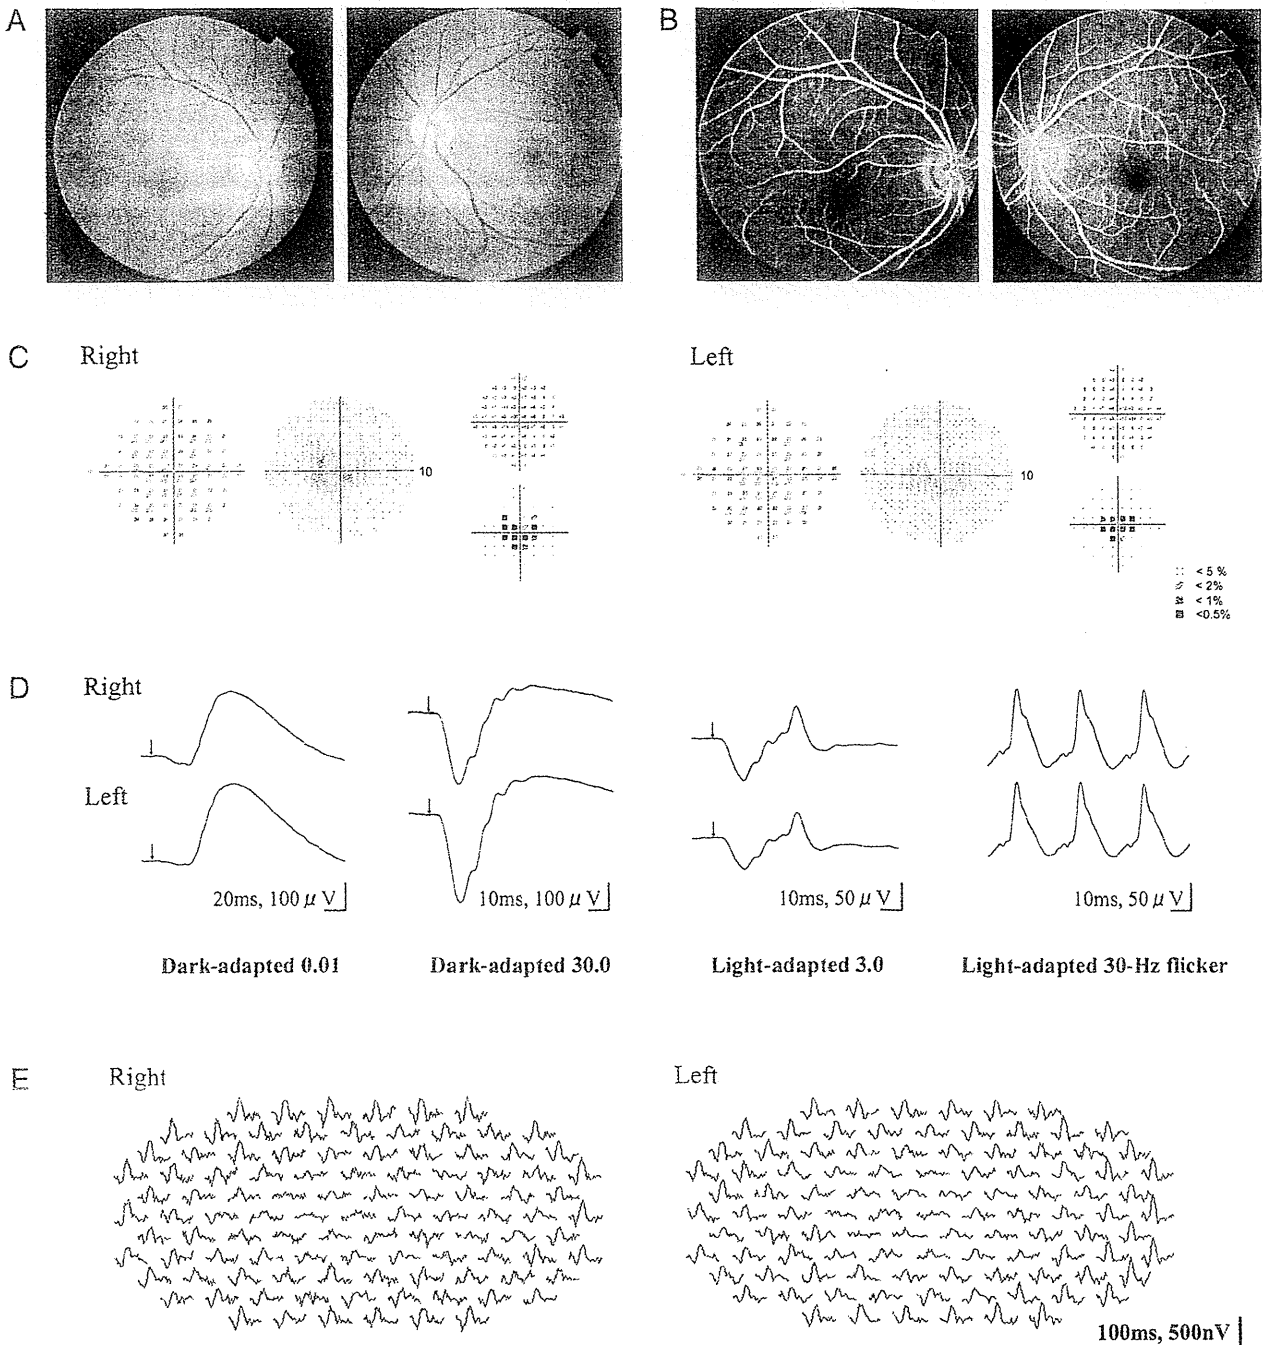 A
B
C Right
Left
10
10
< 5 %
< 2%
< 1%
<0.5%
D Right
Left
20ms, 100 μ V
10ms, 100 μ V
10ms, 50 μ V
10ms, 50 μ V
Dark-adapted 0.01
Dark-adapted 30.0
Light-adapted 3.0
Light-adapted 30-Hz flicker
E Right
Left
100ms, 500nV